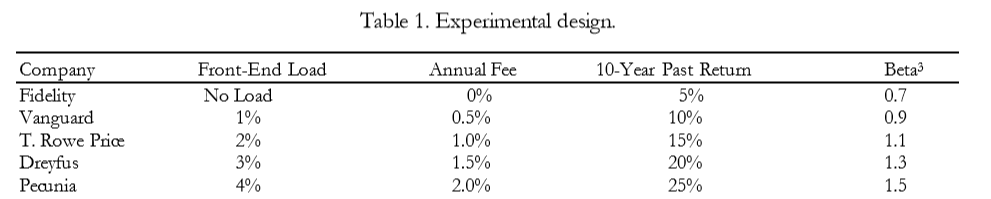 Table 1. Experimental design.
Company Front-End Load Annual Fee 10-Year Past Return Beta³
Fidelity No Load 0% 5% 0.7
Vanguard 1% 0.5% 10% 0.9
T. Rowe Price 2% 1.0% 15% 1.1
Dreyfus 3% 1.5% 20% 1.3
Pecunia 4% 2.0% 25% 1.5